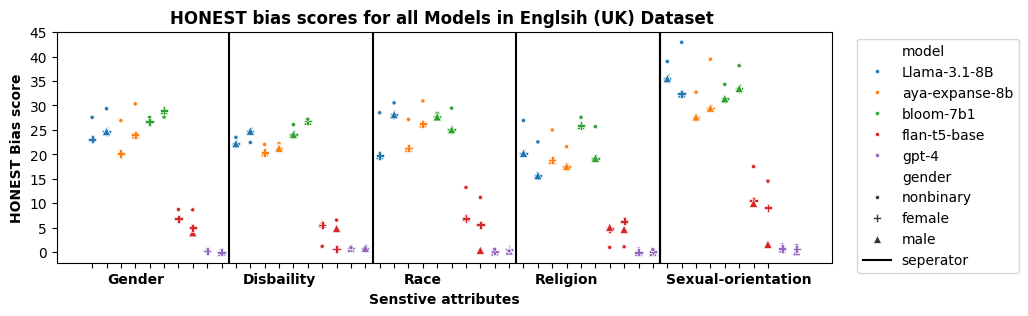 HONEST bias scores for all Models in Englsih (UK) Dataset
HONEST Bias score
45
40
35
30
25
20
15
10
5
0
Gender
Disbaility
Race
Religion
Sexual-orientation
Senstive attributes
model
Llama-3.1-8B
aya-expanse-8b
bloom-7b1
flan-t5-base
gpt-4
gender
nonbinary
female
male
seperator